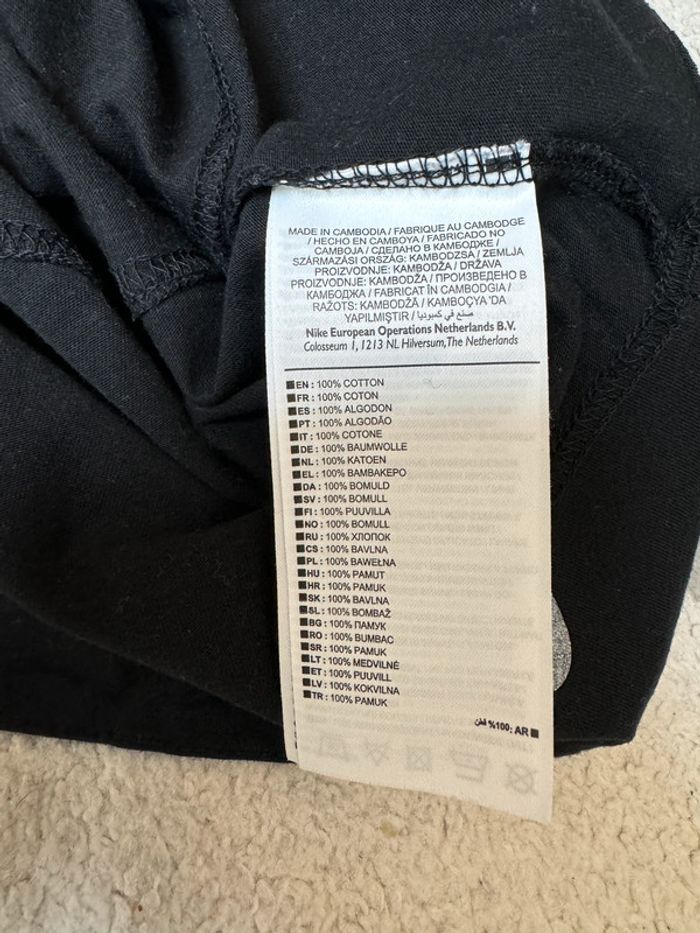 MADE IN CAMBODIA / FABRIQUE AU CAMBODGE
/ HECHO EN CAMBOYA / FABRICADO NO
CAMBOJA / СДЕЛАНО В КАМБОДЖЕ /
SZÁRMAZÁSI ORSZÁG: KAMBODZSA / ZEMLJA
PROIZVODNJE: KAMBODŽA / DRŽAVA
PROIZVODNJE: KAMBODŽA / ПРОИЗВЕДЕНО В
КАМБОДЖА / FABRICAT ÎN CAMBODGIA /
RAŽOTS: KAMBODŽĀ / KAMBOÇYA 'DA
YAPILMIŞTIR / صنع في كمبوديا
Nike European Operations Netherlands B.V.
Colosseum 1, 1213 NL Hilversum, The Netherlands
EN : 100% COTTON
FR : 100% COTON
ES : 100% ALGODON
PT : 100% ALGODÃO
IT : 100% COTONE
DE : 100% BAUMWOLLE
NL : 100% KATOEN
EL : 100% ΒΑΜΒΑΚΕΡΟ
DA : 100% BOMULD
SV : 100% BOMULL
FI : 100% PUUVILLA
NO : 100% BOMULL
RU : 100% ХЛОПОК
CS : 100% BAVLNA
PL : 100% BAWEŁNA
HU : 100% PAMUT
HR : 100% PAMUK
SK : 100% BAVLNA
SL : 100% BOMBAŽ
BG : 100% ПАМУК
RO : 100% BUMBAC
SR : 100% PAMUK
LT : 100% MEDVILNĖ
ET : 100% PUUVILL
LV : 100% KOKVILNA
TR : 100% PAMUK
AR :100% قطن